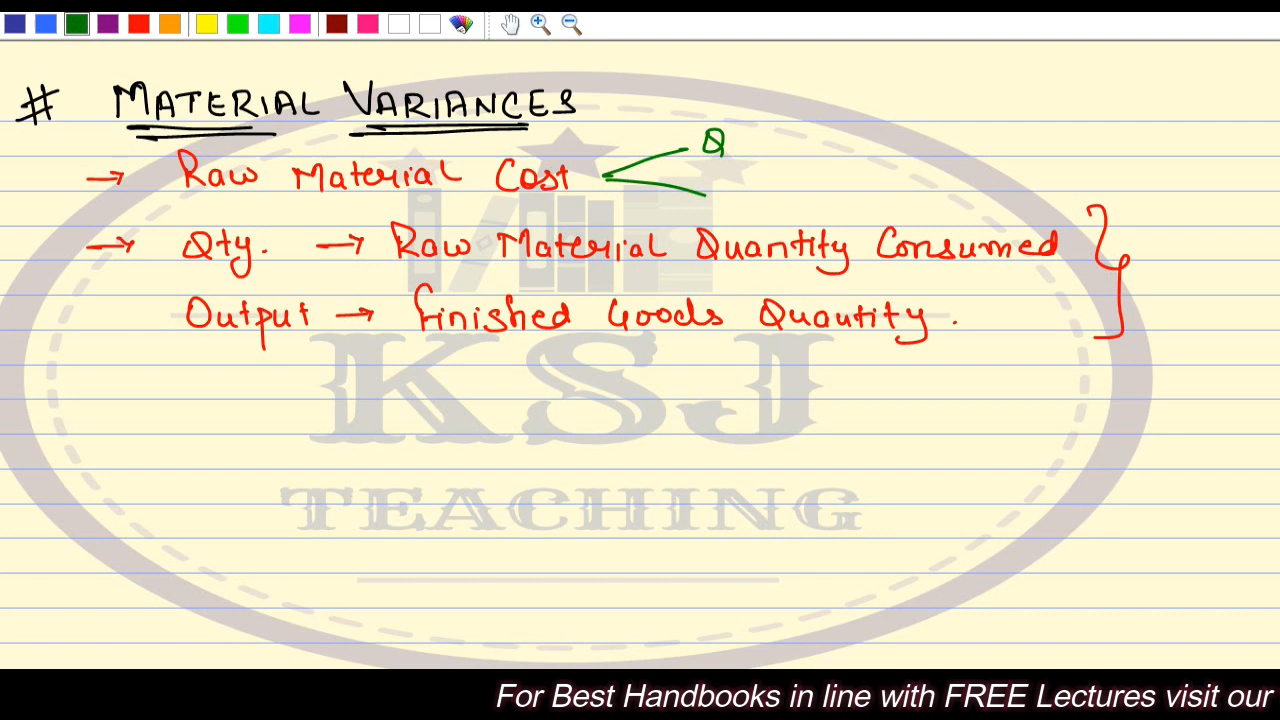 # MATERIAL VARIANCES
→ Raw Material Cost Q
→ Qty. → Raw Material Quantity Consumed
Output → Finished Goods Quantity.
KSJ
TEACHING
For Best Handbooks in line with FREE Lectures visit our